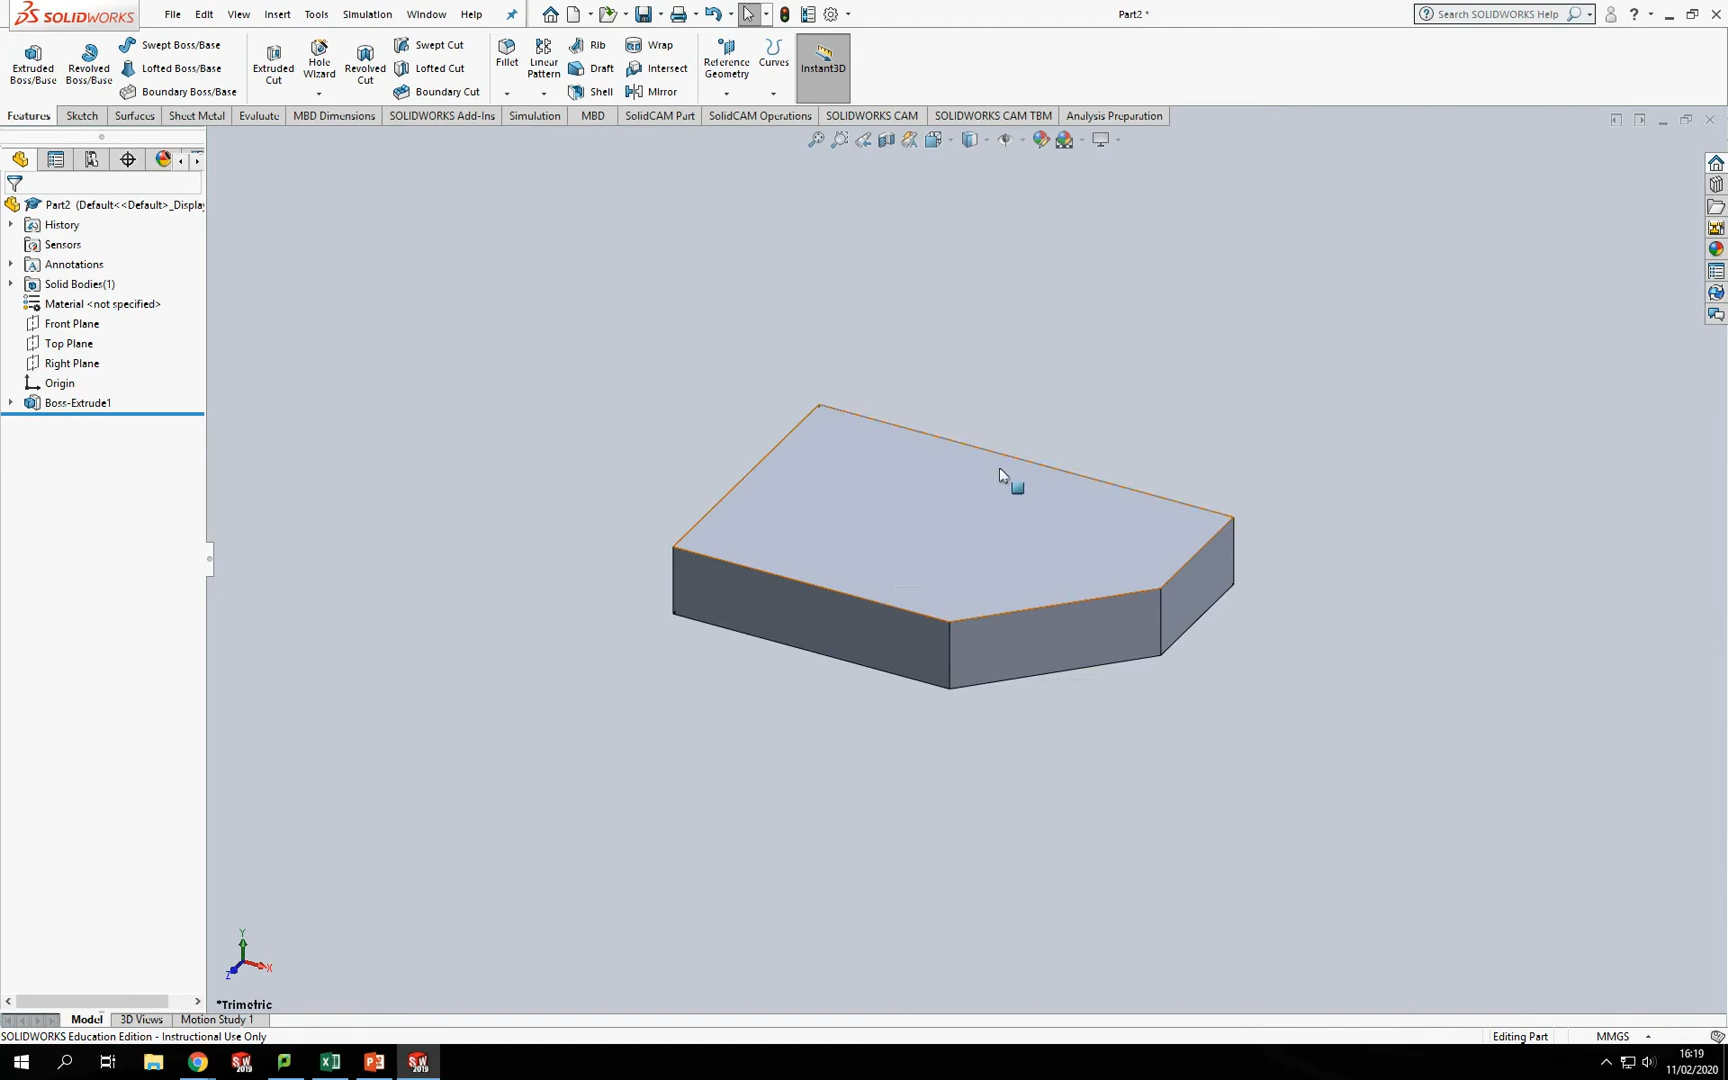 SOLIDWORKS File Edit View Insert Tools Simulation Window Help Part2 * Search SOLIDWORKS Help
Extruded Boss/Base
Revolved Boss/Base
Swept Boss/Base
Lofted Boss/Base
Boundary Boss/Base
Extruded Cut
Hole Wizard
Revolved Cut
Swept Cut
Lofted Cut
Boundary Cut
Fillet
Linear Pattern
Rib
Draft
Shell
Wrap
Intersect
Mirror
Reference Geometry
Curves
Instant3D
Features Sketch Surfaces Sheet Metal Evaluate MBD Dimensions SOLIDWORKS Add-Ins Simulation MBD SolidCAM Part SolidCAM Operations SOLIDWORKS CAM SOLIDWORKS CAM TBM Analysis Preparation
Part2 (Default<<Default>_Displa
History
Sensors
Annotations
Solid Bodies(1)
Material <not specified>
Front Plane
Top Plane
Right Plane
Origin
Boss-Extrude1
Y
X
Z
*Trimetric
Model 3D Views Motion Study 1
SOLIDWORKS Education Edition - Instructional Use Only Editing Part MMGS
16:19
11/02/2020